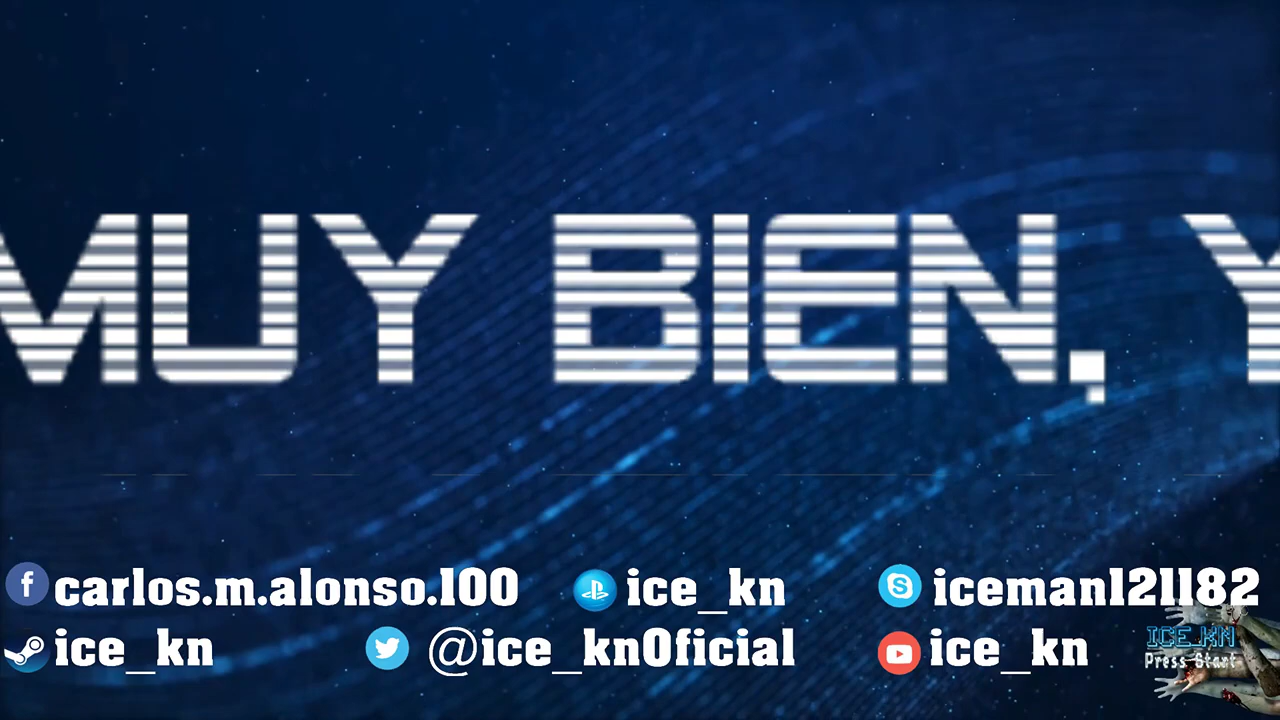 MUY BIEN, Y
carlos.m.alonso.100 ice_kn iceman121182
ice_kn @ice_knOficial ice_kn
ICE_KN
Press Start